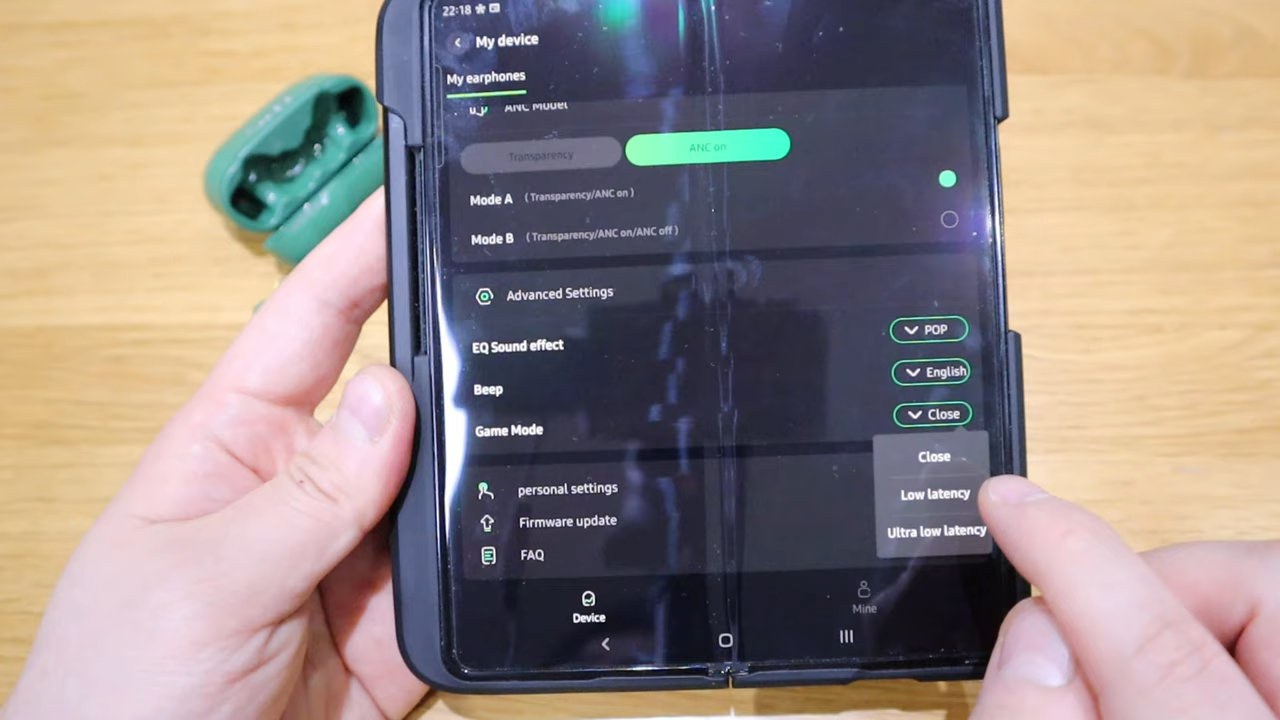 22:18
My device
My earphones
ANC Model
Transparency
ANC on
Mode A (Transparency/ANC on)
Mode B (Transparency/ANC on/ANC off)
Advanced Settings
EQ Sound effect
POP
Beep
English
Game Mode
Close
Close
Low latency
Ultra low latency
personal settings
Firmware update
FAQ
Device
Mine